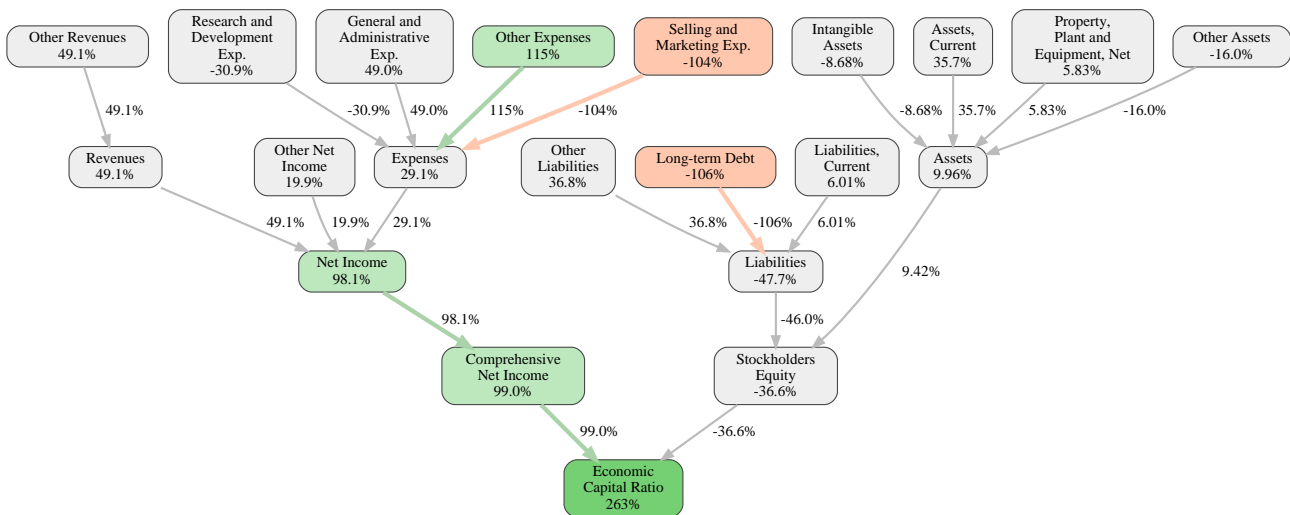 Other Revenues
49.1%
Research and
Development
Exp.
-30.9%
General and
Administrative
Exp.
49.0%
Other Expenses
115%
Selling and
Marketing Exp.
-104%
Intangible
Assets
-8.68%
Assets,
Current
35.7%
Property,
Plant and
Equipment, Net
5.83%
Other Assets
-16.0%
49.1%
-30.9%
49.0%
115%
-104%
-8.68%
35.7%
5.83%
-16.0%
Revenues
49.1%
Other Net
Income
19.9%
Expenses
29.1%
Other
Liabilities
36.8%
Long-term Debt
-106%
Liabilities,
Current
6.01%
Assets
9.96%
49.1%
19.9%
29.1%
36.8%
-106%
6.01%
Net Income
98.1%
Liabilities
-47.7%
9.42%
98.1%
-46.0%
Comprehensive
Net Income
99.0%
Stockholders
Equity
-36.6%
99.0%
-36.6%
Economic
Capital Ratio
263%